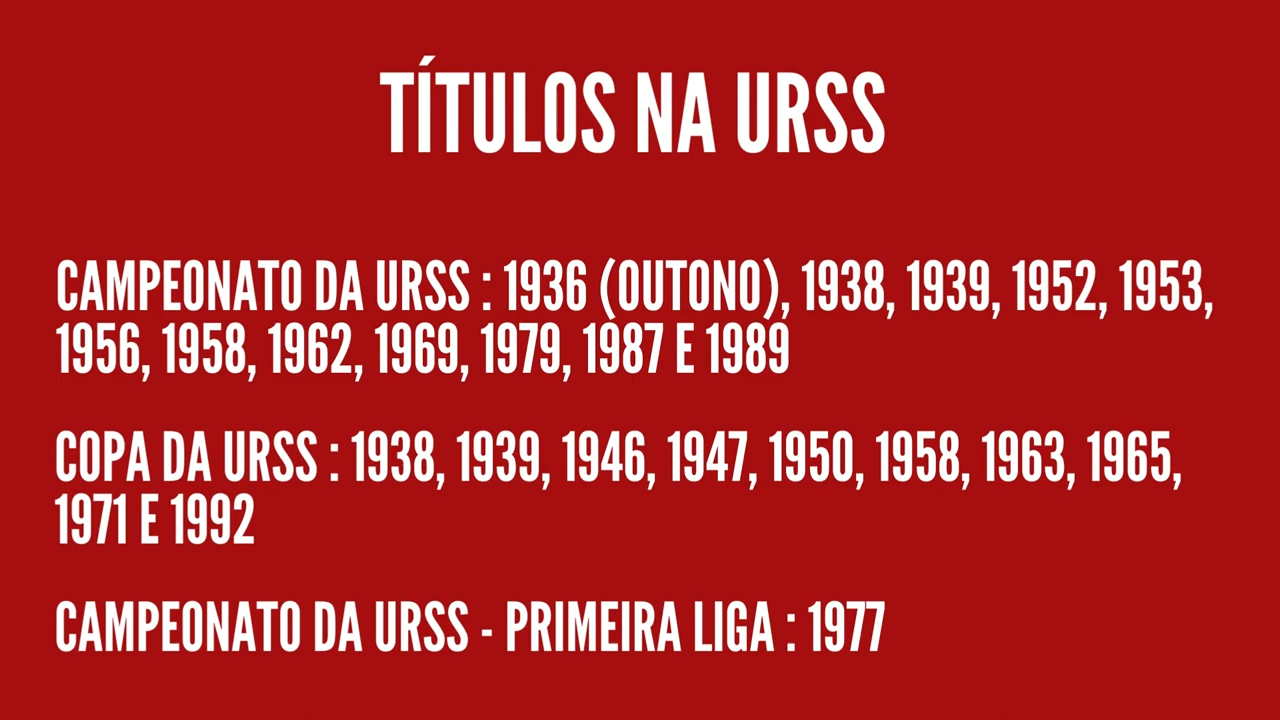 TÍTULOS NA URSS
CAMPEONATO DA URSS : 1936 (OUTONO), 1938, 1939, 1952, 1953,
1956, 1958, 1962, 1969, 1979, 1987 E 1989
COPA DA URSS : 1938, 1939, 1946, 1947, 1950, 1958, 1963, 1965,
1971 E 1992
CAMPEONATO DA URSS - PRIMEIRA LIGA : 1977